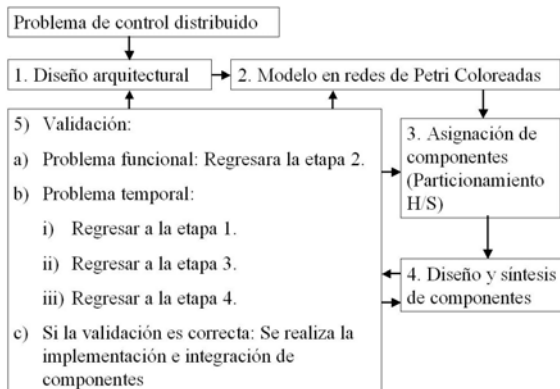 Problema de control distribuido
1. Diseño arquitectural
2. Modelo en redes de Petri Coloreadas
5) Validación:
a) Problema funcional: Regresara la etapa 2.
b) Problema temporal:
i) Regresar a la etapa 1.
ii) Regresar a la etapa 3.
iii) Regresar a la etapa 4.
c) Si la validación es correcta: Se realiza la
implementación e integración de
componentes
3. Asignación de
componentes
(Particionamiento
H/S)
4. Diseño y síntesis
de componentes